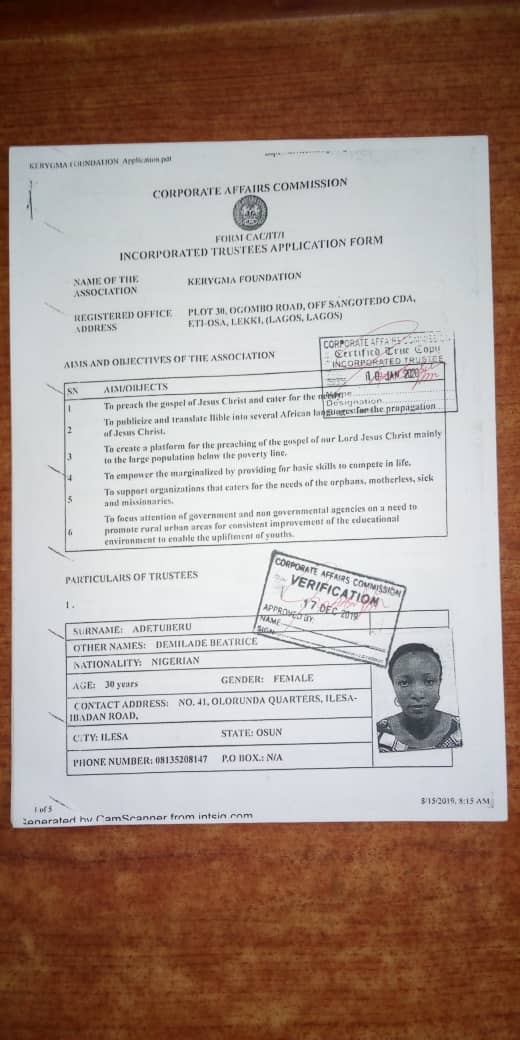 KERYGMA FOUNDATION Application.pdf
CORPORATE AFFAIRS COMMISSION
FORM CAC/IT/1
INCORPORATED TRUSTEES APPLICATION FORM
NAME OF THE ASSOCIATION KERYGMA FOUNDATION
REGISTERED OFFICE ADDRESS PLOT 30, OGOMBO ROAD, OFF SANGOTEDO CDA,
ETI-OSA, LEKKI, (LAGOS, LAGOS)
CORPORATE AFFAIRS COMMISSION
Certified True Copy
INCORPORATED TRUSTEE
10 JAN 2020
Name
Designation
AIMS AND OBJECTIVES OF THE ASSOCIATION
SN AIM/OBJECTS
To preach the gospel of Jesus Christ and cater for the needy.
2 To publicize and translate Bible into several African languages for the propagation
of Jesus Christ.
3 To create a platform for the preaching of the gospel of our Lord Jesus Christ mainly
to the large population below the poverty line.
4 To empower the marginalized by providing for basic skills to compete in life.
5 To support organizations that caters for the needs of the orphans, motherless, sick
and missionaries.
6 To focus attention of government and non governmental agencies on a need to
promote rural urban areas for consistent improvement of the educational
environment to enable the upliftment of youths.
CORPORATE AFFAIRS COMMISSION
VERIFICATION
17 DEC 2019
APPROVED BY:
NAME
SIGN
PARTICULARS OF TRUSTEES
1.
SURNAME: ADETUBERU
OTHER NAMES: DEMILADE BEATRICE
NATIONALITY: NIGERIAN
AGE: 30 years GENDER: FEMALE
CONTACT ADDRESS: NO. 41, OLORUNDA QUARTERS, ILESA-
IBADAN ROAD,
CITY: ILESA STATE: OSUN
PHONE NUMBER: 08135208147 P.O BOX.: N/A
1 of 5 8/15/2019, 8:15 AM
Generated by CamScanner from intsig.com